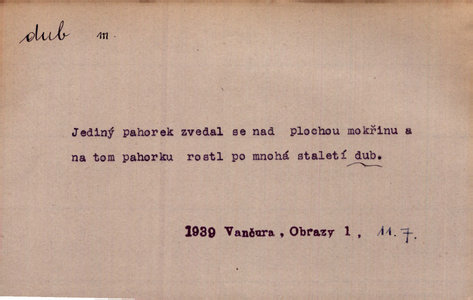 dub m.
Jediný pahorek zvedal se nad plochou mokřinu a
na tom pahorku rostl po mnohá staletí dub.
1939 Vančura, Obrazy 1, 11.7.